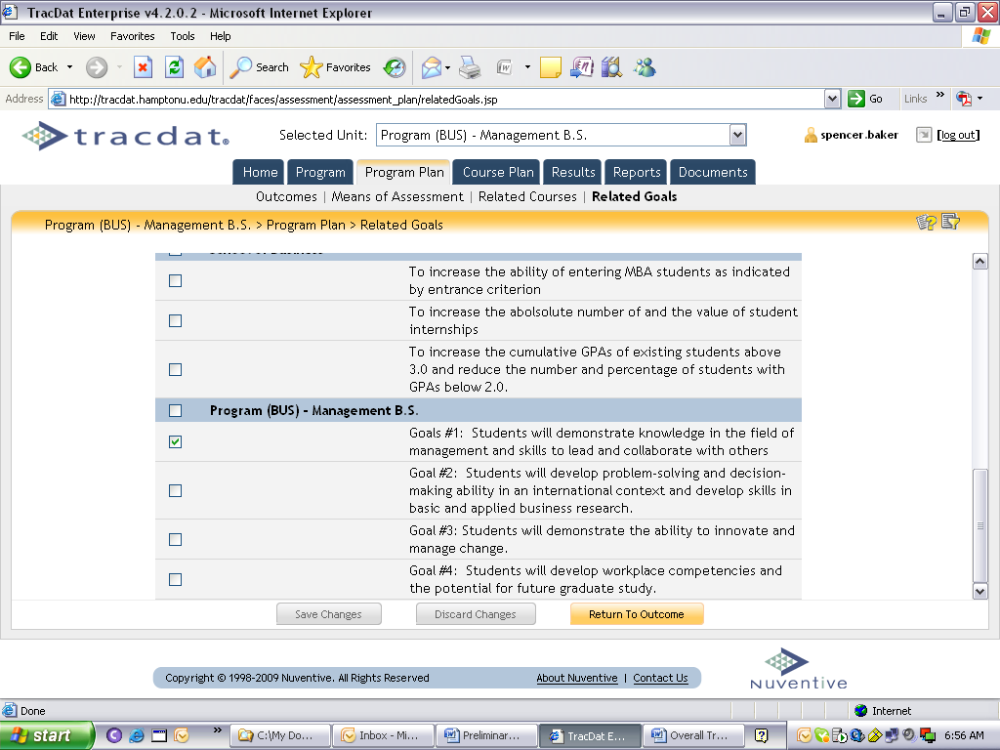 TracDat Enterprise v4.2.0.2 - Microsoft Internet Explorer
File Edit View Favorites Tools Help
Back Search Favorites
Address http://tracdat.hamptonu.edu/tracdat/faces/assessment/assessment_plan/relatedGoals.jsp Go Links »
tracdat. Selected Unit: Program (BUS) - Management B.S. spencer.baker [log out]
Home Program Program Plan Course Plan Results Reports Documents
Outcomes | Means of Assessment | Related Courses | Related Goals
Program (BUS) - Management B.S. > Program Plan > Related Goals
School of Business
To increase the ability of entering MBA students as indicated
by entrance criterion
To increase the abolsolute number of and the value of student
internships
To increase the cumulative GPAs of existing students above
3.0 and reduce the number and percentage of students with
GPAs below 2.0.
Program (BUS) - Management B.S.
Goals #1: Students will demonstrate knowledge in the field of
management and skills to lead and collaborate with others
Goal #2: Students will develop problem-solving and decision-
making ability in an international context and develop skills in
basic and applied business research.
Goal #3: Students will demonstrate the ability to innovate and
manage change.
Goal #4: Students will develop workplace competencies and
the potential for future graduate study.
Save Changes Discard Changes Return To Outcome
Copyright © 1998-2009 Nuventive. All Rights Reserved About Nuventive | Contact Us
NUVENTIVE
Done Internet
start » C:\My Do... Inbox - Mi... Preliminar... TracDat E... Overall Tr... 6:56 AM